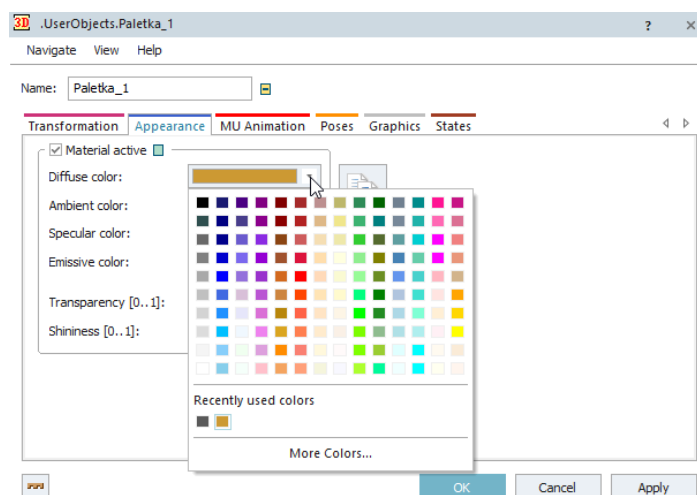 3D .UserObjects.Paletka_1 ? ×
Navigate View Help
Name: Paletka_1
Transformation Appearance MU Animation Poses Graphics States
Material active
Diffuse color:
Ambient color:
Specular color:
Emissive color:
Transparency [0..1]:
Shininess [0..1]:
Recently used colors
More Colors...
OK Cancel Apply